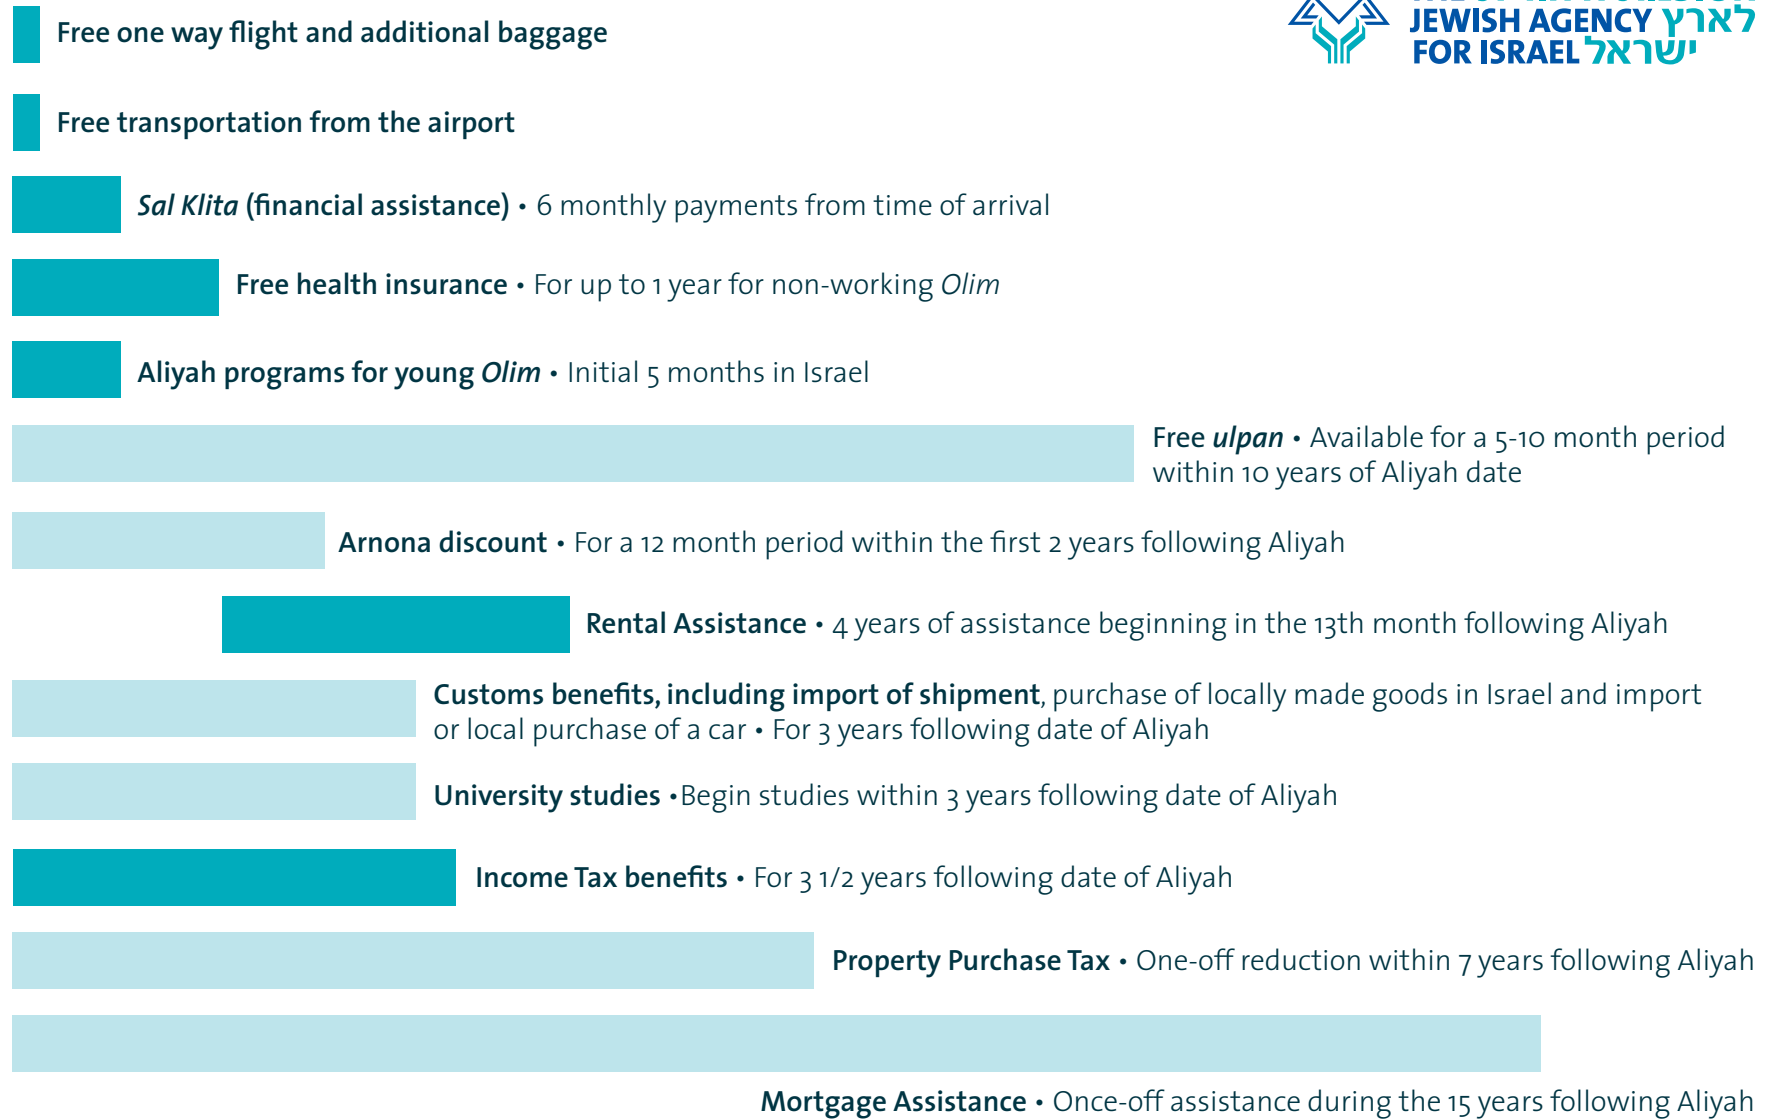 JEWISH AGENCY לארץ
FOR ISRAEL ישראל
Free one way flight and additional baggage
Free transportation from the airport
Sal Klita (financial assistance) • 6 monthly payments from time of arrival
Free health insurance • For up to 1 year for non-working Olim
Aliyah programs for young Olim • Initial 5 months in Israel
Free ulpan • Available for a 5-10 month period
within 10 years of Aliyah date
Arnona discount • For a 12 month period within the first 2 years following Aliyah
Rental Assistance • 4 years of assistance beginning in the 13th month following Aliyah
Customs benefits, including import of shipment, purchase of locally made goods in Israel and import
or local purchase of a car • For 3 years following date of Aliyah
University studies •Begin studies within 3 years following date of Aliyah
Income Tax benefits • For 3 1/2 years following date of Aliyah
Property Purchase Tax • One-off reduction within 7 years following Aliyah
Mortgage Assistance • Once-off assistance during the 15 years following Aliyah